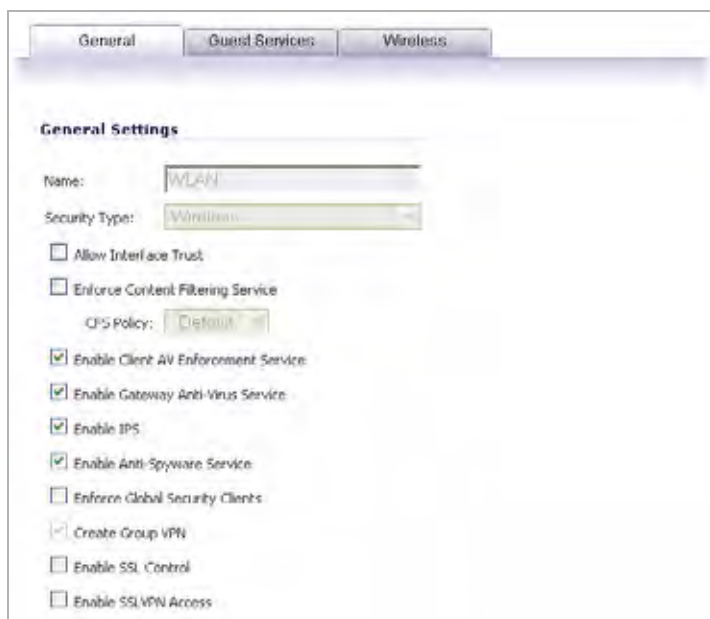 General Guest Services Wireless
General Settings
Name: WLAN
Security Type: Wireless
Allow Interface Trust
Enforce Content Filtering Service
CFS Policy: Default
Enable Client AV Enforcement Service
Enable Gateway Anti-Virus Service
Enable IPS
Enable Anti-Spyware Service
Enforce Global Security Clients
Create Group VPN
Enable SSL Control
Enable SSLVPN Access